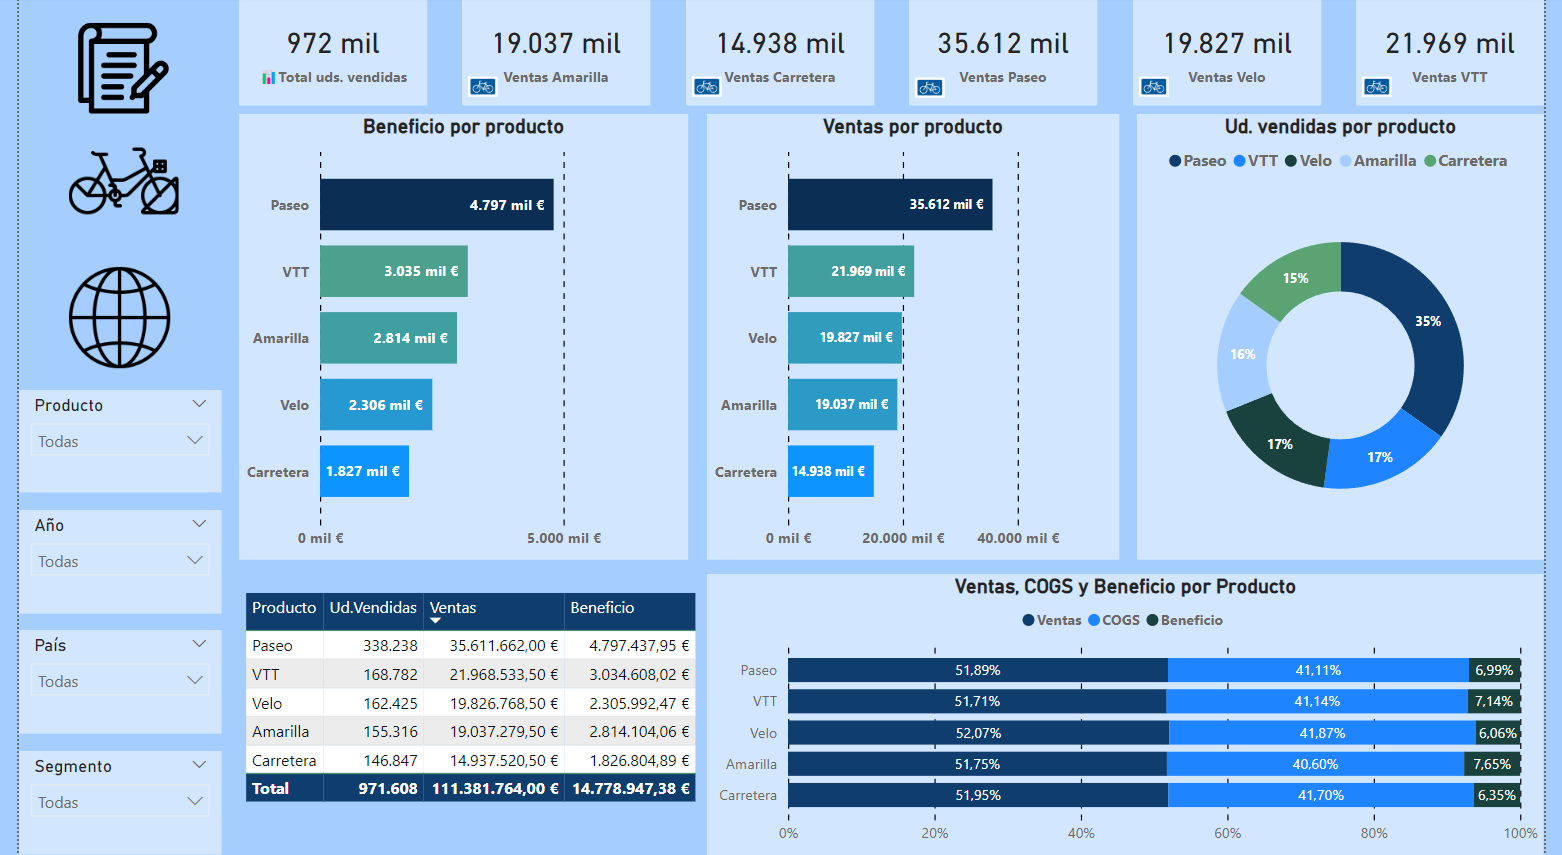 972 mil
Total uds. vendidas
19.037 mil
Ventas Amarilla
14.938 mil
Ventas Carretera
35.612 mil
Ventas Paseo
19.827 mil
Ventas Velo
21.969 mil
Ventas VTT
Producto
Todas
Año
Todas
País
Todas
Segmento
Todas
Beneficio por producto
Paseo 4.797 mil €
VTT 3.035 mil €
Amarilla 2.814 mil €
Velo 2.306 mil €
Carretera 1.827 mil €
0 mil € 5.000 mil €
Ventas por producto
Paseo 35.612 mil €
VTT 21.969 mil €
Velo 19.827 mil €
Amarilla 19.037 mil €
Carretera 14.938 mil €
0 mil € 20.000 mil € 40.000 mil €
Ud. vendidas por producto
Paseo VTT Velo Amarilla Carretera
15%
35%
16%
17%
17%
Producto Ud.Vendidas Ventas Beneficio
Paseo 338.238 35.611.662,00 € 4.797.437,95 €
VTT 168.782 21.968.533,50 € 3.034.608,02 €
Velo 162.425 19.826.768,50 € 2.305.992,47 €
Amarilla 155.316 19.037.279,50 € 2.814.104,06 €
Carretera 146.847 14.937.520,50 € 1.826.804,89 €
Total 971.608 111.381.764,00 € 14.778.947,38 €
Ventas, COGS y Beneficio por Producto
Ventas COGS Beneficio
Paseo 51,89% 41,11% 6,99%
VTT 51,71% 41,14% 7,14%
Velo 52,07% 41,87% 6,06%
Amarilla 51,75% 40,60% 7,65%
Carretera 51,95% 41,70% 6,35%
0% 20% 40% 60% 80% 100%